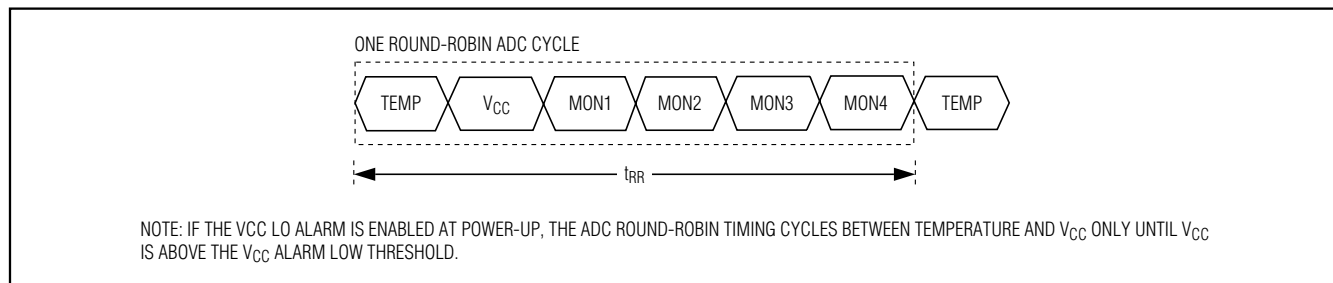 ONE ROUND-ROBIN ADC CYCLE
TEMP VCC MON1 MON2 MON3 MON4 TEMP
tRR
NOTE: IF THE VCC LO ALARM IS ENABLED AT POWER-UP, THE ADC ROUND-ROBIN TIMING CYCLES BETWEEN TEMPERATURE AND VCC ONLY UNTIL VCC
IS ABOVE THE VCC ALARM LOW THRESHOLD.